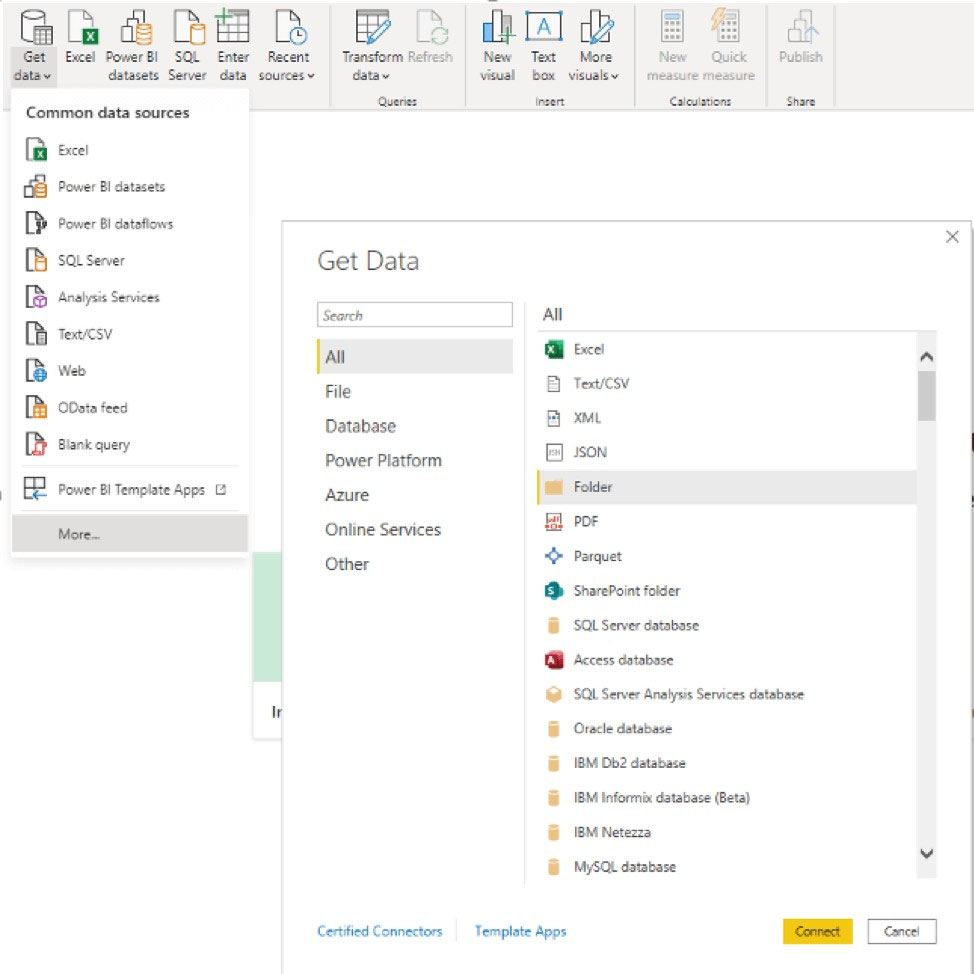 Get data
Excel
Power BI datasets
SQL Server
Enter data
Recent sources
Transform data
Refresh
New visual
Text box
More visuals
New measure
Quick measure
Publish
Queries
Insert
Calculations
Share
Common data sources
Excel
Power BI datasets
Power BI dataflows
SQL Server
Analysis Services
Text/CSV
Web
OData feed
Blank query
Power BI Template Apps
More...
Get Data
Search
All
File
Database
Power Platform
Azure
Online Services
Other
All
Excel
Text/CSV
XML
JSON
Folder
PDF
Parquet
SharePoint folder
SQL Server database
Access database
SQL Server Analysis Services database
Oracle database
IBM Db2 database
IBM Informix database (Beta)
IBM Netezza
MySQL database
Certified Connectors
Template Apps
Connect
Cancel